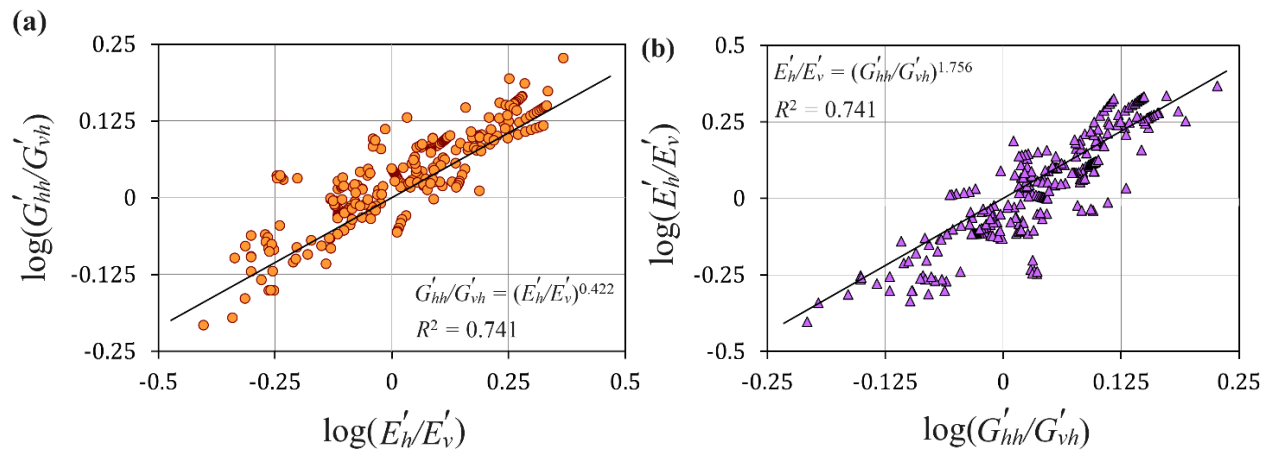 (a)
0.25
0.125
0
-0.125
-0.25
log(G′hh/G′vh)
G′hh/G′vh = (E′h/E′v)^0.422
R² = 0.741
-0.5 -0.25 0 0.25 0.5
log(E′h/E′v)
(b)
0.5
0.25
0
-0.25
-0.5
log(E′h/E′v)
E′h/E′v = (G′hh/G′vh)^1.756
R² = 0.741
-0.25 -0.125 0 0.125 0.25
log(G′hh/G′vh)